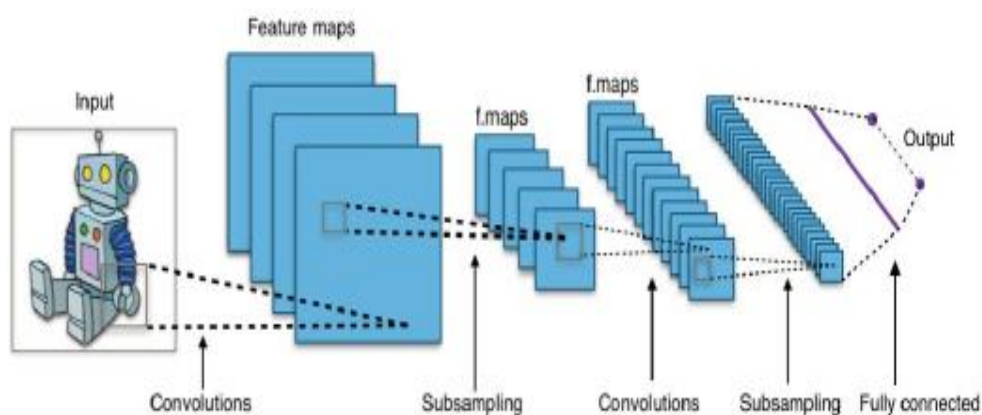 Feature maps
Input
f.maps
f.maps
Output
Convolutions
Subsampling
Convolutions
Subsampling
Fully connected